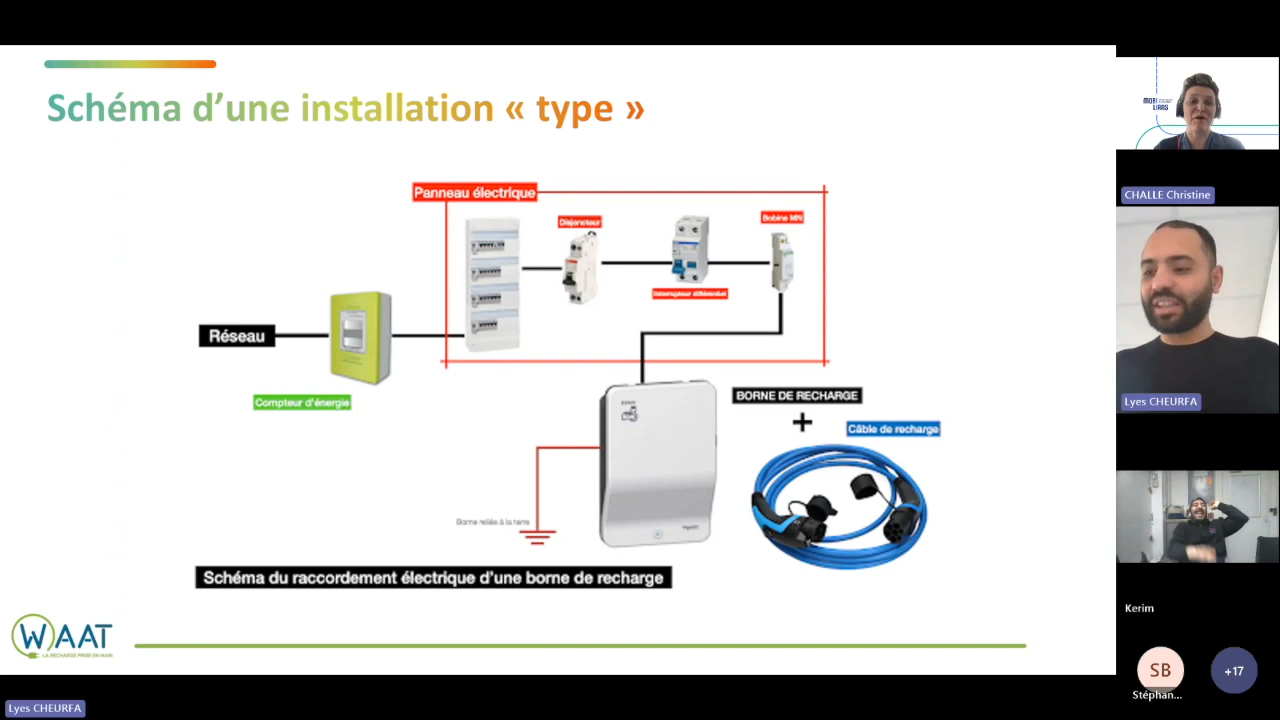 Schéma d'une installation « type »
Panneau électrique
Disjoncteur
Bobine MN
Interrupteur différentiel
Réseau
Compteur d'énergie
BORNE DE RECHARGE
+
Câble de recharge
Borne reliée à la terre
Schéma du raccordement électrique d'une borne de recharge
WAAT
LA RECHARGE PRISE EN MAIN
Lyes CHEURFA
MOBI
LIANS
CHALLE Christine
Lyes CHEURFA
Kerim
SB
Stéphan...
+17